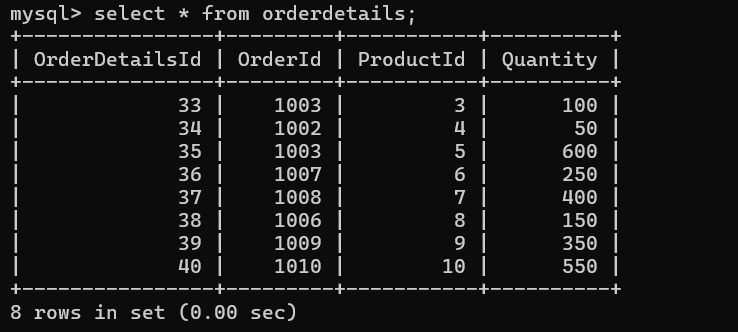 mysql> select * from orderdetails;
+----------------+---------+-----------+----------+
| OrderDetailsId | OrderId | ProductId | Quantity |
+----------------+---------+-----------+----------+
|             33 |    1003 |         3 |      100 |
|             34 |    1002 |         4 |       50 |
|             35 |    1003 |         5 |      600 |
|             36 |    1007 |         6 |      250 |
|             37 |    1008 |         7 |      400 |
|             38 |    1006 |         8 |      150 |
|             39 |    1009 |         9 |      350 |
|             40 |    1010 |        10 |      550 |
+----------------+---------+-----------+----------+
8 rows in set (0.00 sec)